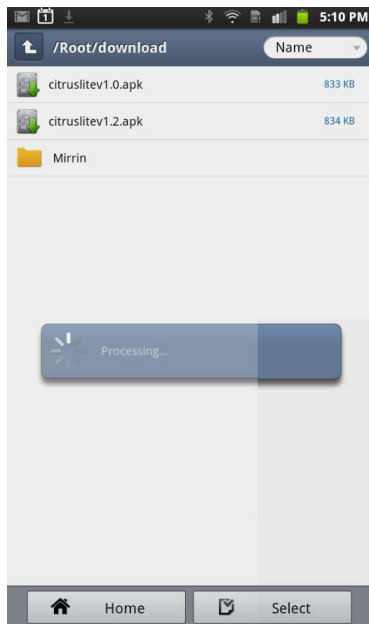 1 5:10 PM
/Root/download Name
citruslitev1.0.apk 833 KB
citruslitev1.2.apk 834 KB
Mirrin
Processing...
Home Select